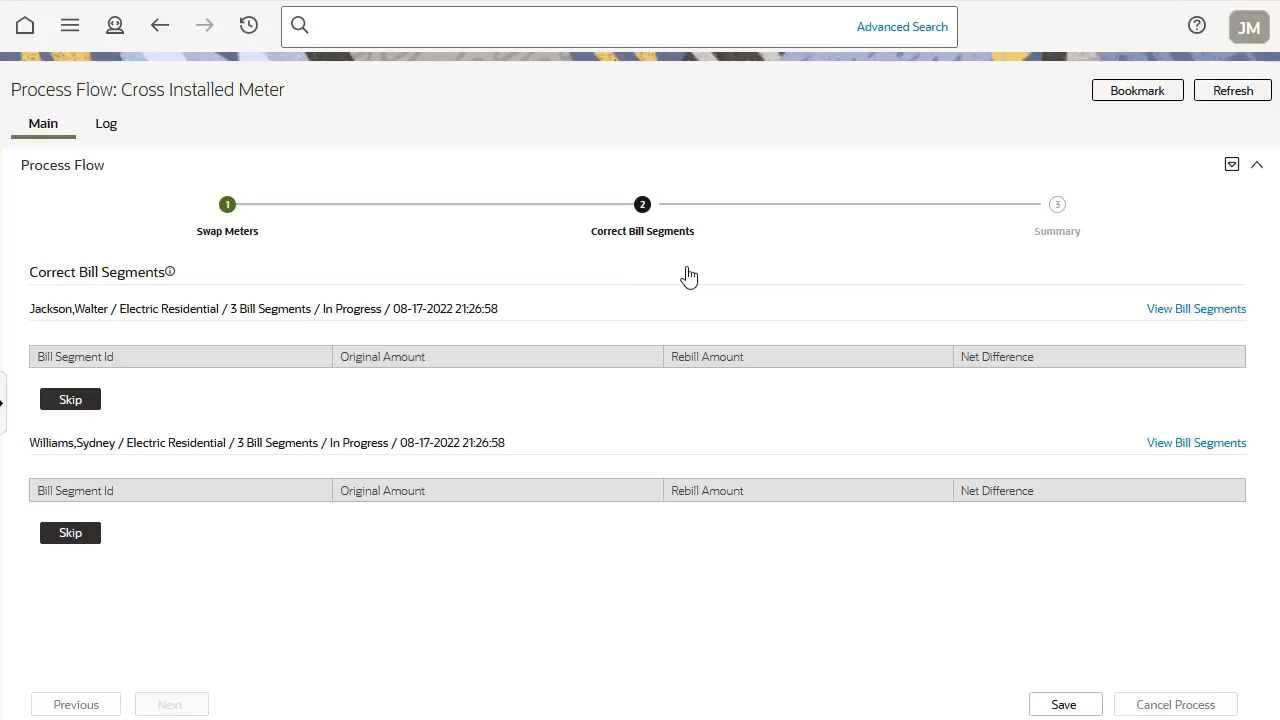 Advanced Search
JM
Process Flow: Cross Installed Meter
Bookmark
Refresh
Main
Log
Process Flow
1
2
3
Swap Meters
Correct Bill Segments
Summary
Correct Bill Segments
Jackson,Walter / Electric Residential / 3 Bill Segments / In Progress / 08-17-2022 21:26:58
View Bill Segments
Bill Segment Id
Original Amount
Rebill Amount
Net Difference
Skip
Williams,Sydney / Electric Residential / 3 Bill Segments / In Progress / 08-17-2022 21:26:58
View Bill Segments
Bill Segment Id
Original Amount
Rebill Amount
Net Difference
Skip
Previous
Next
Save
Cancel Process